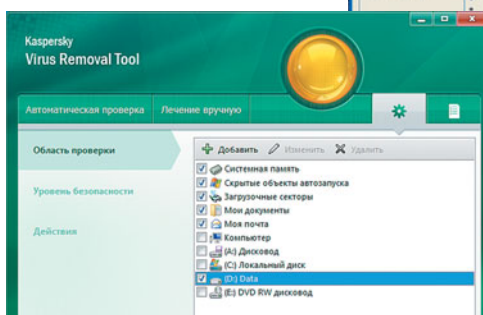 Kaspersky
Virus Removal Tool
Автоматическая проверка Лечение вручную
Область проверки
Уровень безопасности
Действия
Добавить Изменить Удалить
Системная память
Скрытые объекты автозапуска
Загрузочные секторы
Мои документы
Моя почта
Компьютер
(A:) Дисковод
(C:) Локальный диск
(D:) Data
(E:) DVD RW дисковод